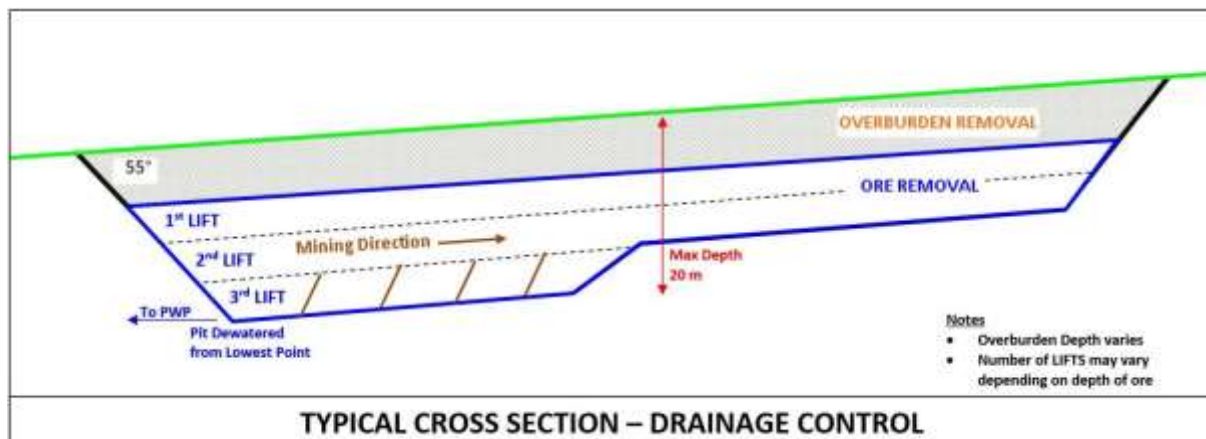 OVERBURDEN REMOVAL
55°
ORE REMOVAL
1st LIFT
Mining Direction
2nd LIFT
Max Depth
20 m
3rd LIFT
To PWP
Pit Dewatered
from Lowest Point
Notes
• Overburden Depth varies
• Number of LIFTS may vary
depending on depth of ore
TYPICAL CROSS SECTION – DRAINAGE CONTROL